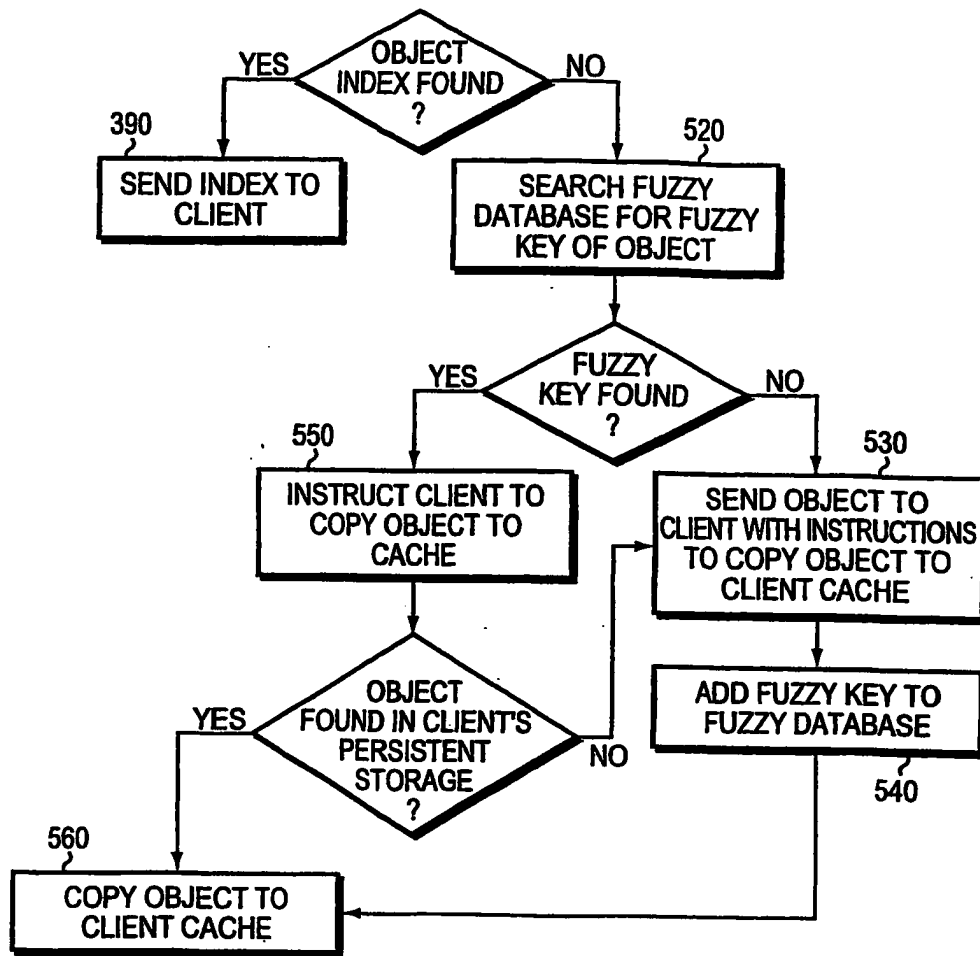 OBJECT
INDEX FOUND
?
YES
NO
390
SEND INDEX TO
CLIENT
520
SEARCH FUZZY
DATABASE FOR FUZZY
KEY OF OBJECT
FUZZY
KEY FOUND
?
YES
NO
550
INSTRUCT CLIENT TO
COPY OBJECT TO
CACHE
530
SEND OBJECT TO
CLIENT WITH INSTRUCTIONS
TO COPY OBJECT TO
CLIENT CACHE
OBJECT
FOUND IN CLIENT'S
PERSISTENT
STORAGE
?
YES
NO
ADD FUZZY KEY TO
FUZZY DATABASE
540
560
COPY OBJECT TO
CLIENT CACHE